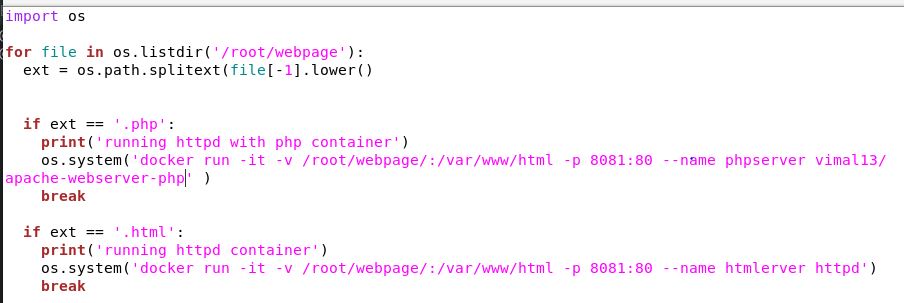 import os
for file in os.listdir('/root/webpage'):
  ext = os.path.splitext(file[-1].lower()
  if ext == '.php':
    print('running httpd with php container')
    os.system('docker run -it -v /root/webpage/:/var/www/html -p 8081:80 --name phpserver vimal13/
apache-webserver-php' )
    break
  if ext == '.html':
    print('running httpd container')
    os.system('docker run -it -v /root/webpage/:/var/www/html -p 8081:80 --name htmlerver httpd')
    break